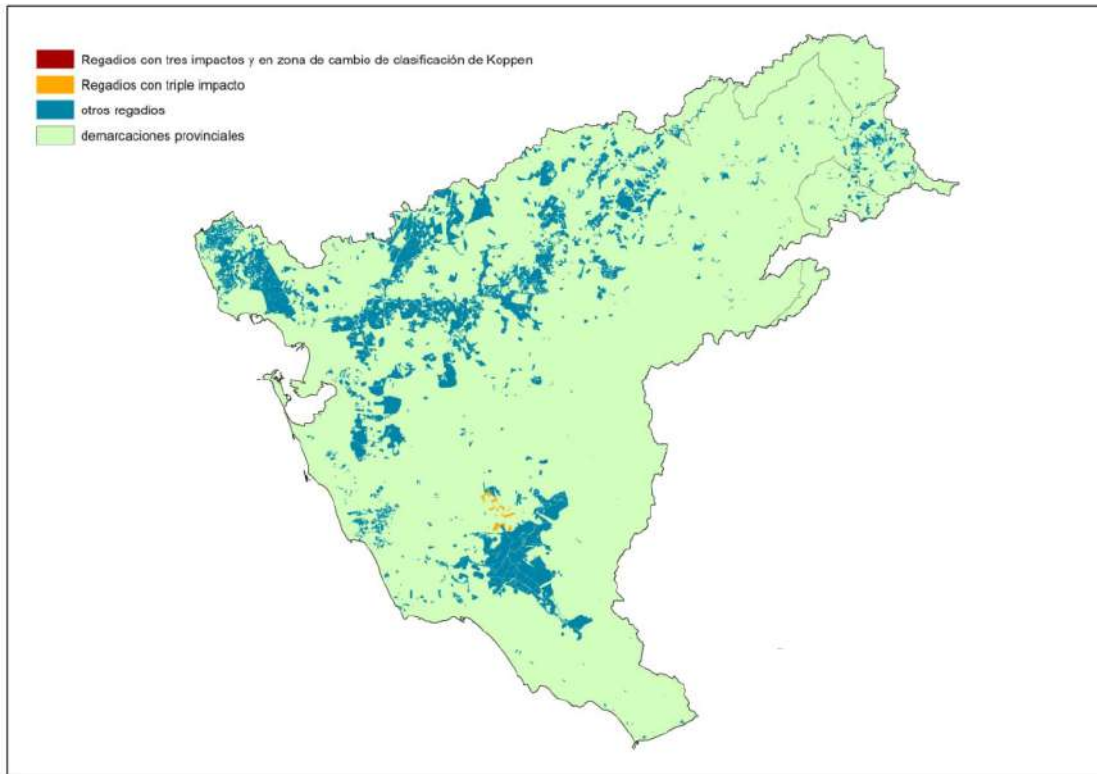 Regadios con tres impactos y en zona de cambio de clasificación de Koppen
Regadios con triple impacto
otros regadios
demarcaciones provinciales